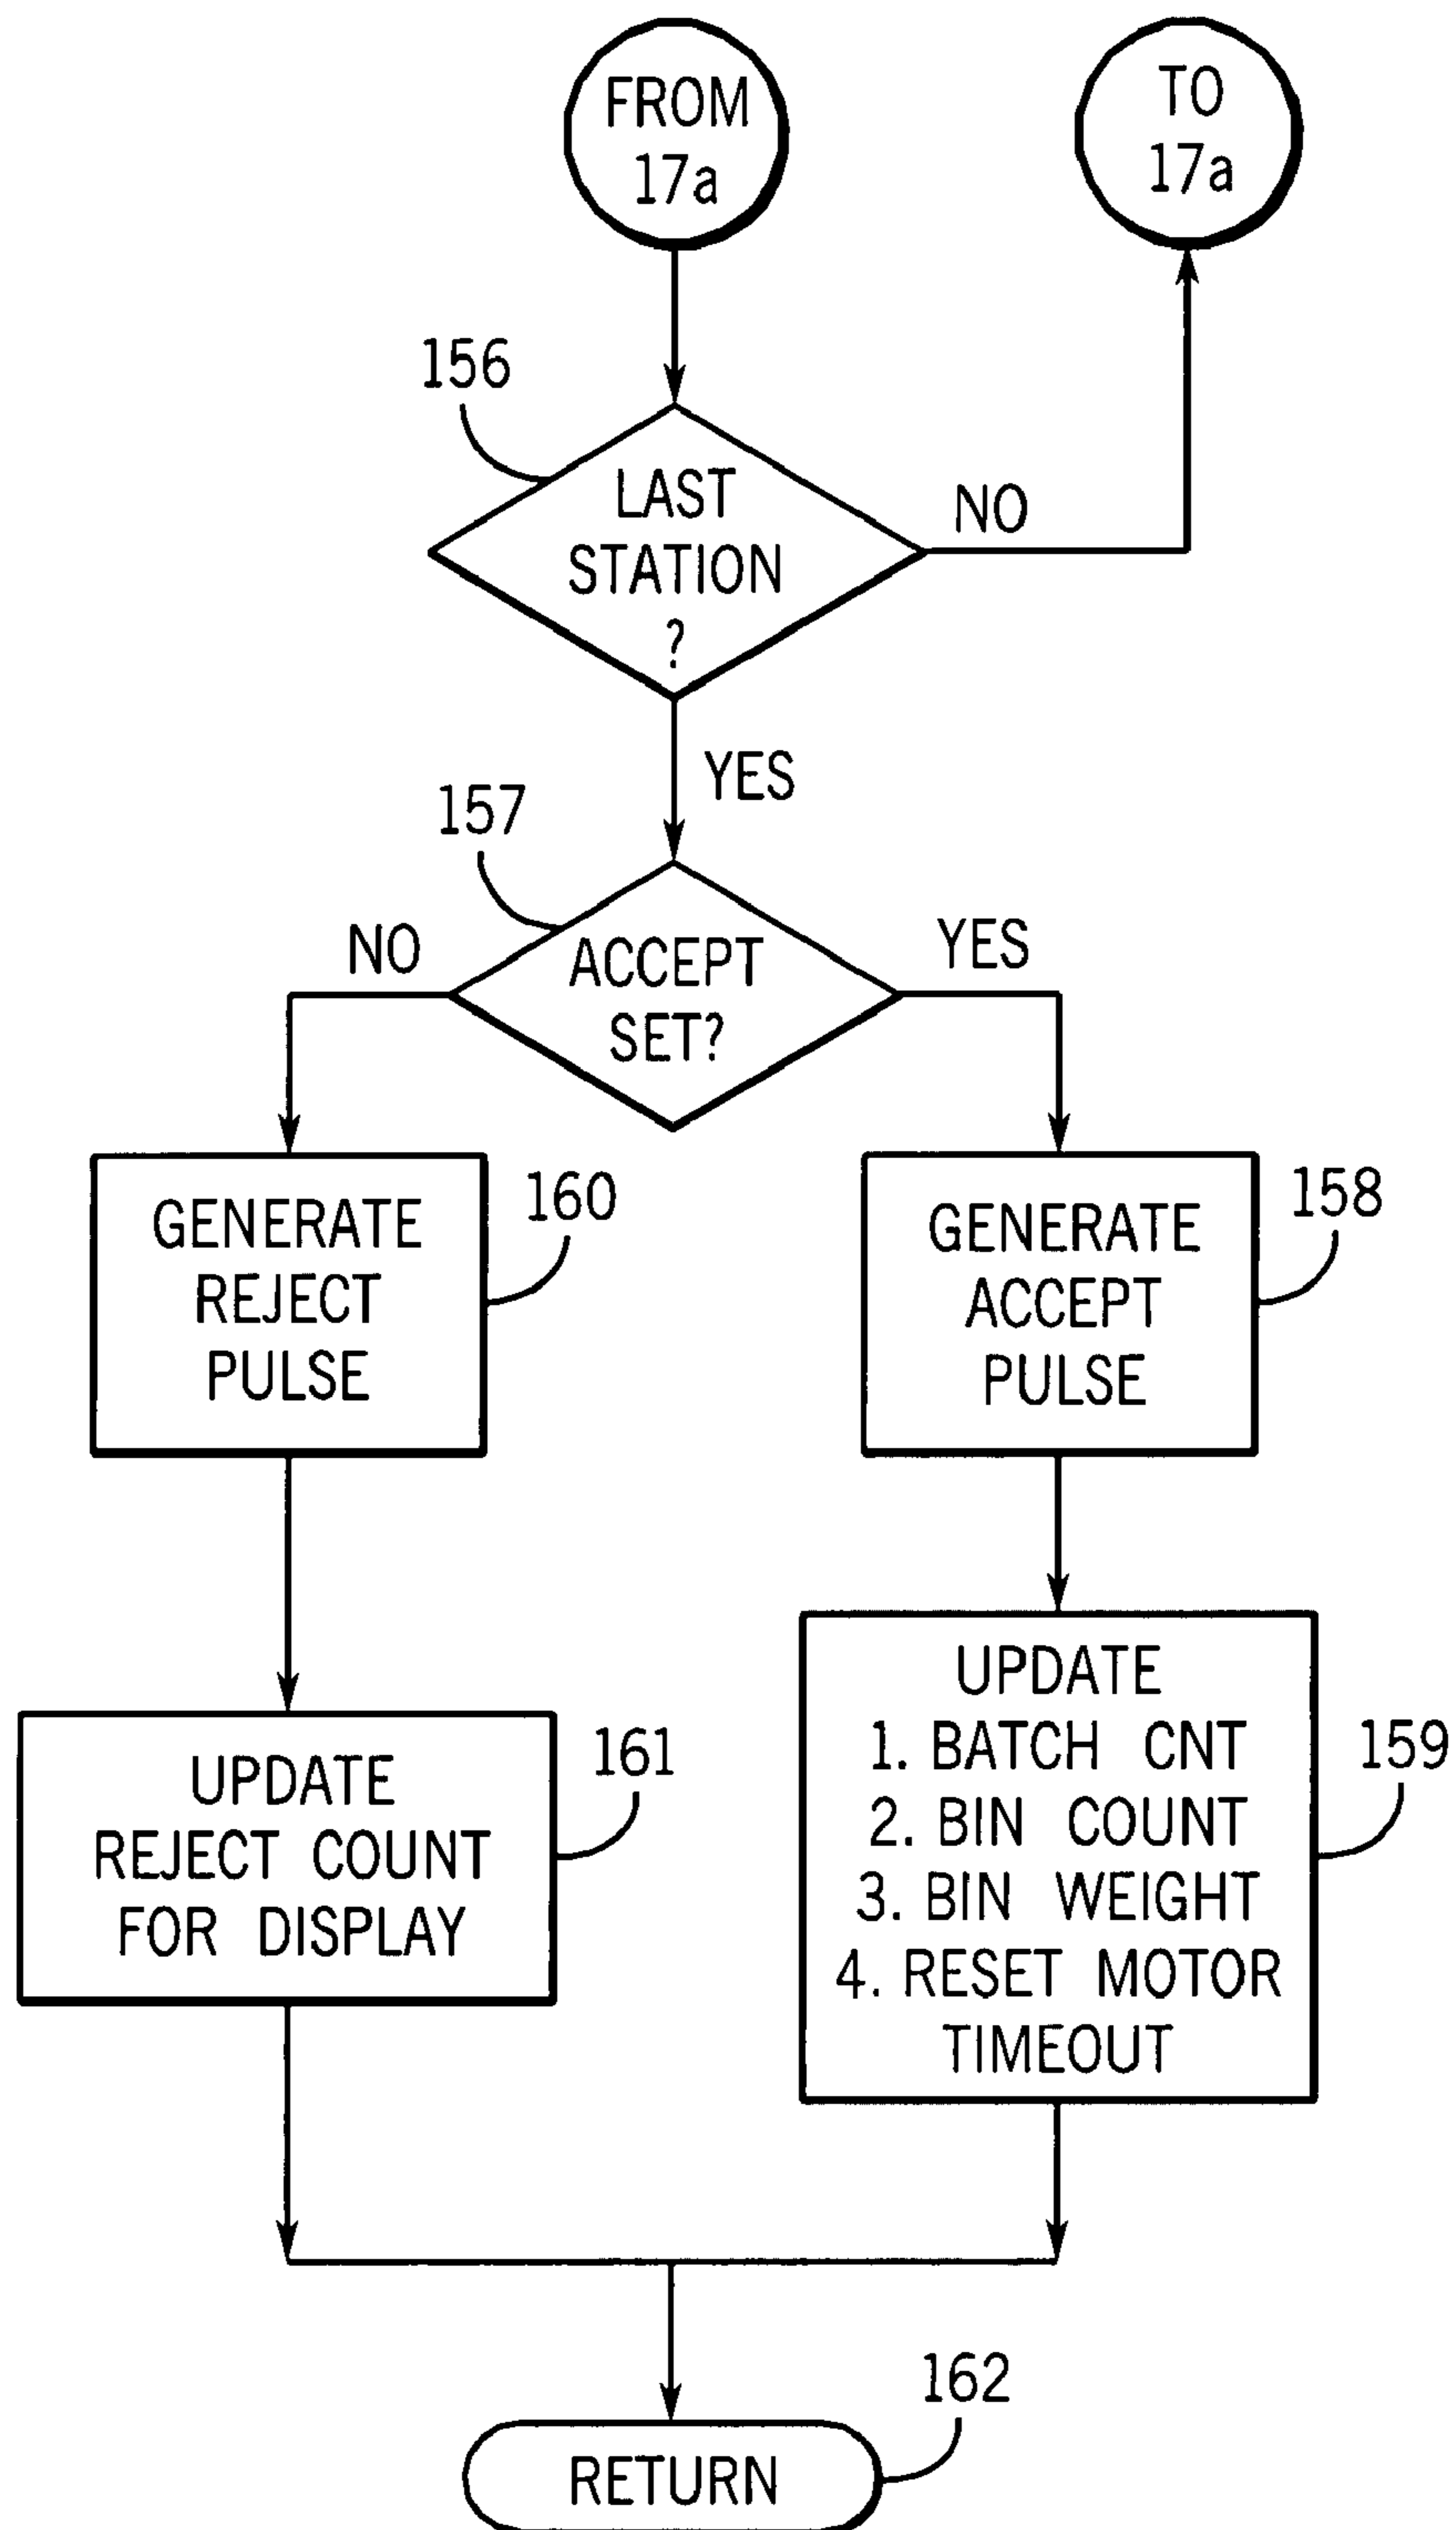 FROM
17a
TO
17a
156
LAST
STATION
?
NO
YES
157
NO
ACCEPT
SET?
YES
GENERATE
REJECT
PULSE
160
GENERATE
ACCEPT
PULSE
158
UPDATE
REJECT COUNT
FOR DISPLAY
161
UPDATE
1. BATCH CNT
2. BIN COUNT
3. BIN WEIGHT
4. RESET MOTOR
TIMEOUT
159
162
RETURN